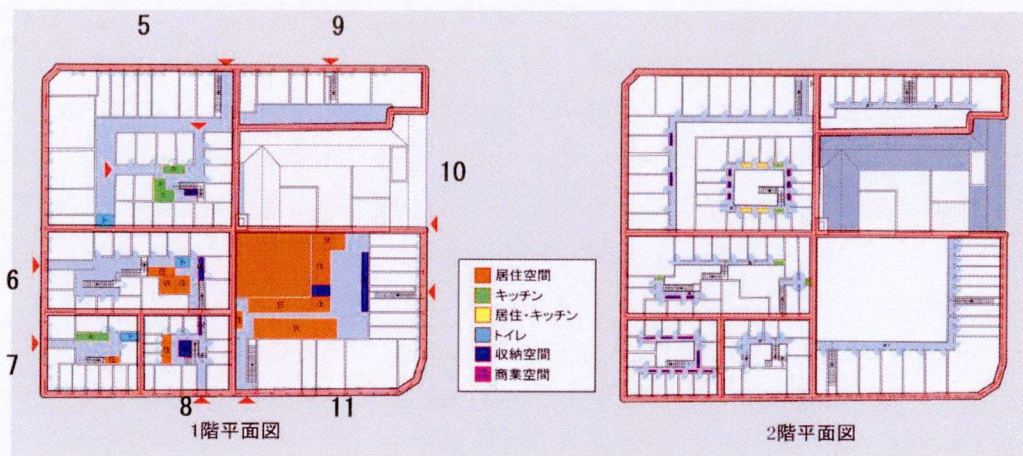 5
9
10
6
7
8
11
居住空間
キッチン
居住・キッチン
トイレ
収納空間
商業空間
1階平面図
2階平面図